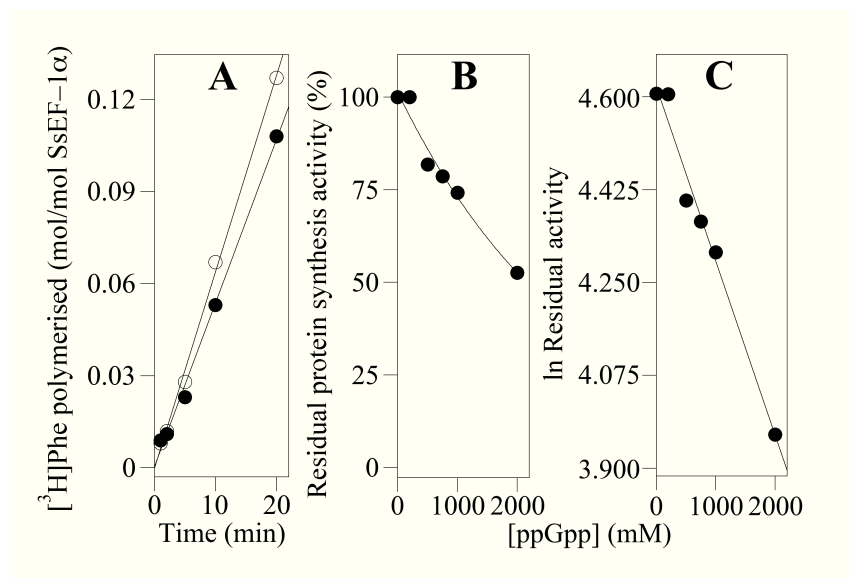 A
[³H]Phe polymerised (mol/mol SsEF–1α)
0.12
0.09
0.06
0.03
0
0 10 20
Time (min)
B
Residual protein synthesis activity (%)
100
75
50
25
0
0 1000 2000
C
ln Residual activity
4.600
4.425
4.250
4.075
3.900
0 1000 2000
[ppGpp] (mM)